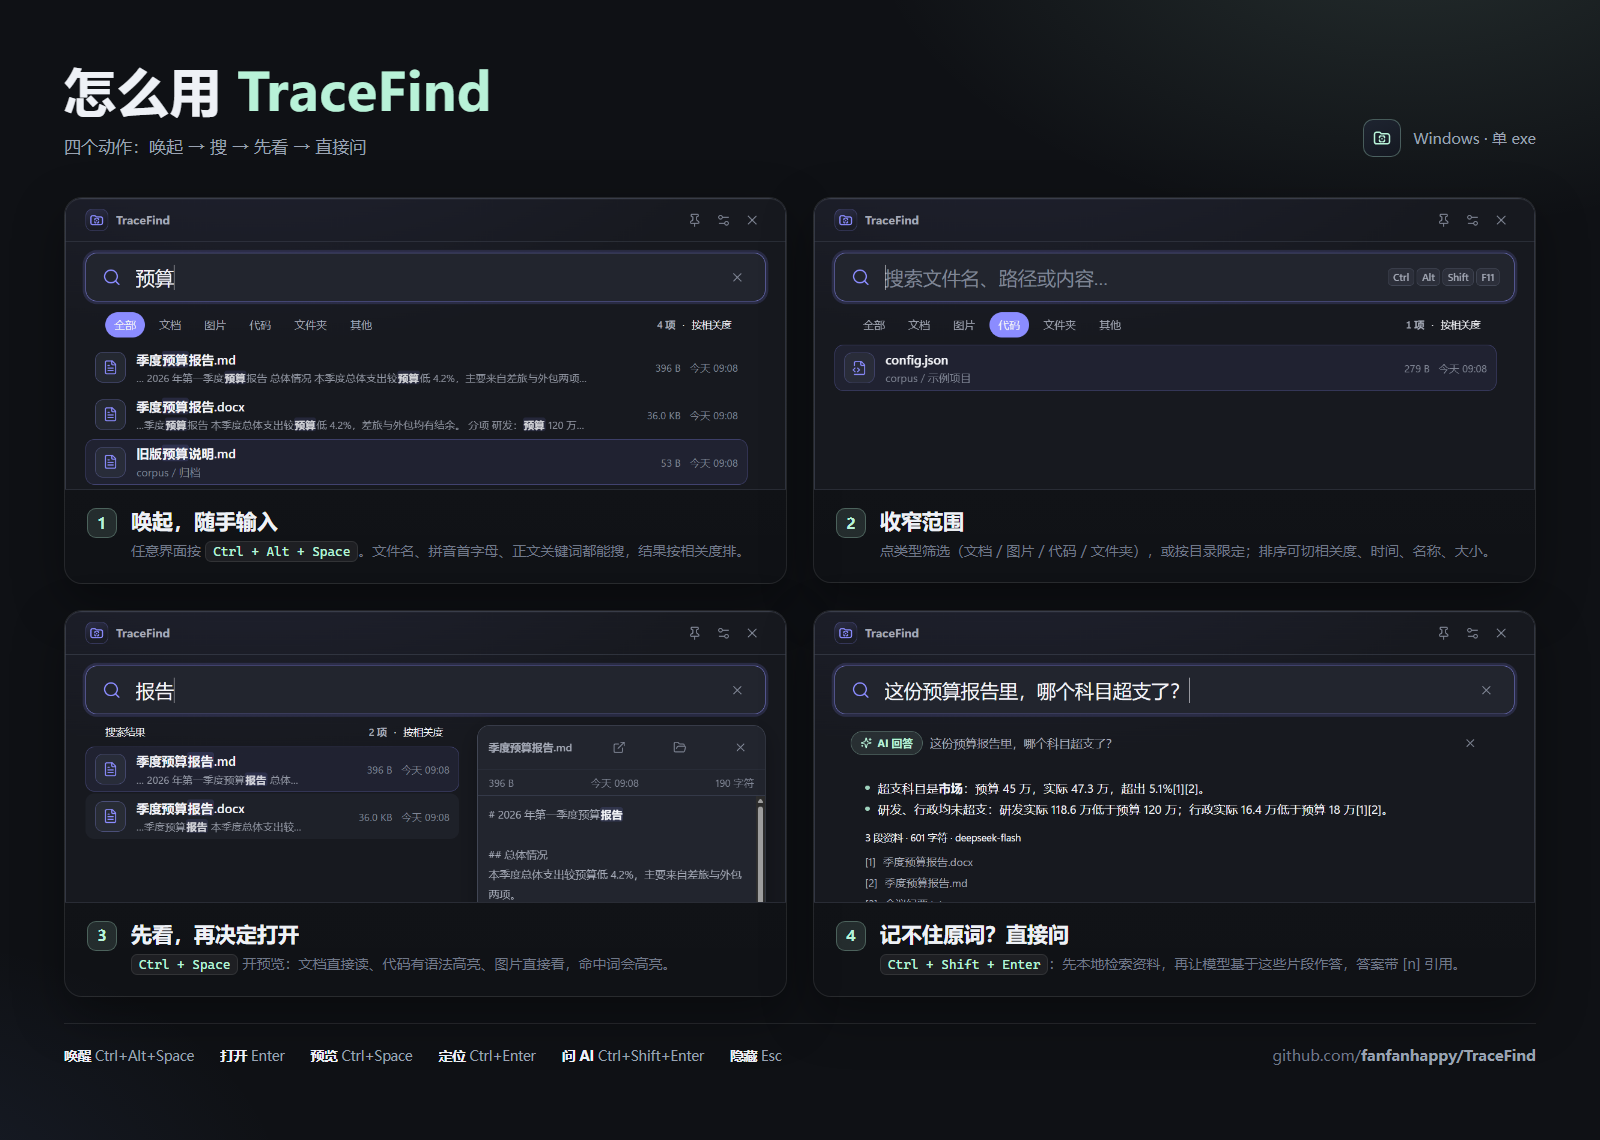 怎么用 TraceFind
四个动作：唤起 → 搜 → 先看 → 直接问
Windows · 单 exe
TraceFind
预算
全部 文档 图片 代码 文件夹 其他
4 项 · 按相关度
季度预算报告.md
... 2026 年第一季度预算报告 总体情况 本季度总体支出较预算低 4.2%，主要来自差旅与外包两项...
396 B 今天 09:08
季度预算报告.docx
...季度预算报告 本季度总体支出较预算低 4.2%，差旅与外包均有结余。 分项 研发：预算 120 万...
36.0 KB 今天 09:08
旧版预算说明.md
corpus / 归档
53 B 今天 09:08
1 唤起，随手输入
任意界面按 Ctrl + Alt + Space 。文件名、拼音首字母、正文关键词都能搜，结果按相关度排。
TraceFind
搜索文件名、路径或内容...
Ctrl Alt Shift F11
全部 文档 图片 代码 文件夹 其他
1 项 · 按相关度
config.json
corpus / 示例项目
279 B 今天 09:08
2 收窄范围
点类型筛选（文档 / 图片 / 代码 / 文件夹），或按目录限定；排序可切相关度、时间、名称、大小。
TraceFind
报告
搜索结果
2 项 · 按相关度
季度预算报告.md
... 2026 年第一季度预算报告 总体...
396 B 今天 09:08
季度预算报告.docx
...季度预算报告 本季度总体支出较...
36.0 KB 今天 09:08
季度预算报告.md
396 B 今天 09:08 190 字符
# 2026 年第一季度预算报告
## 总体情况
本季度总体支出较预算低 4.2%，主要来自差旅与外包
两项。
3 先看，再决定打开
Ctrl + Space 开预览：文档直接读、代码有语法高亮、图片直接看，命中词会高亮。
TraceFind
这份预算报告里，哪个科目超支了？
AI 回答 这份预算报告里，哪个科目超支了？
• 超支科目是市场：预算 45 万，实际 47.3 万，超出 5.1%[1][2]。
• 研发、行政均未超支：研发实际 118.6 万低于预算 120 万；行政实际 16.4 万低于预算 18 万[1][2]。
3 段资料 · 601 字符 · deepseek-flash
[1] 季度预算报告.docx
[2] 季度预算报告.md
4 记不住原词？直接问
Ctrl + Shift + Enter ：先本地检索资料，再让模型基于这些片段作答，答案带 [n] 引用。
唤醒 Ctrl+Alt+Space 打开 Enter 预览 Ctrl+Space 定位 Ctrl+Enter 问 AI Ctrl+Shift+Enter 隐藏 Esc
github.com/fanfanhappy/TraceFind